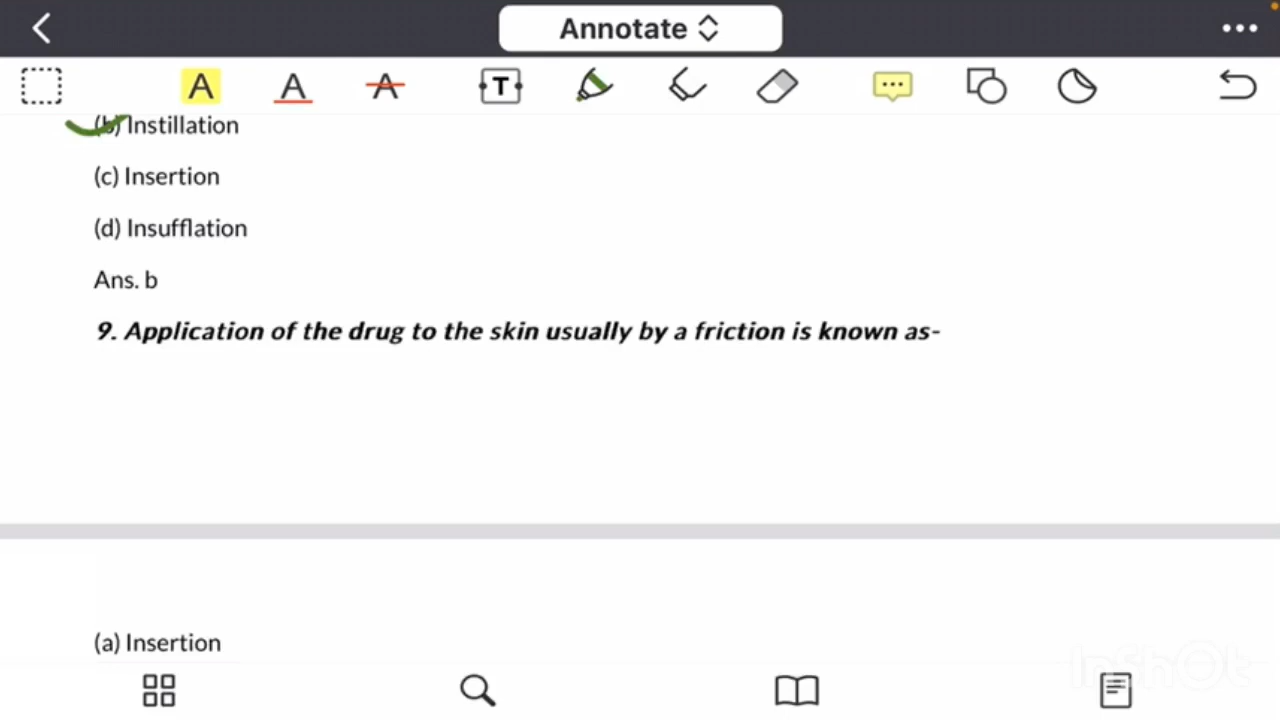 Annotate
A A A T
(b) Instillation
(c) Insertion
(d) Insufflation
Ans. b
9. Application of the drug to the skin usually by a friction is known as-
(a) Insertion
InShOt